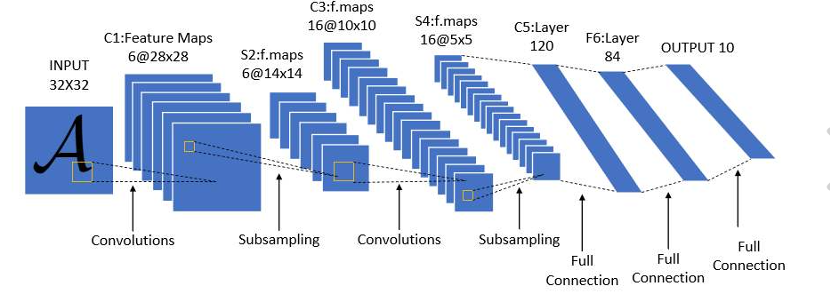 INPUT
32X32
C1:Feature Maps
6@28x28
S2:f.maps
6@14x14
C3:f.maps
16@10x10
S4:f.maps
16@5x5
C5:Layer
120
F6:Layer
84
OUTPUT 10
A
Convolutions
Subsampling
Convolutions
Subsampling
Full
Connection
Full
Connection
Full
Connection